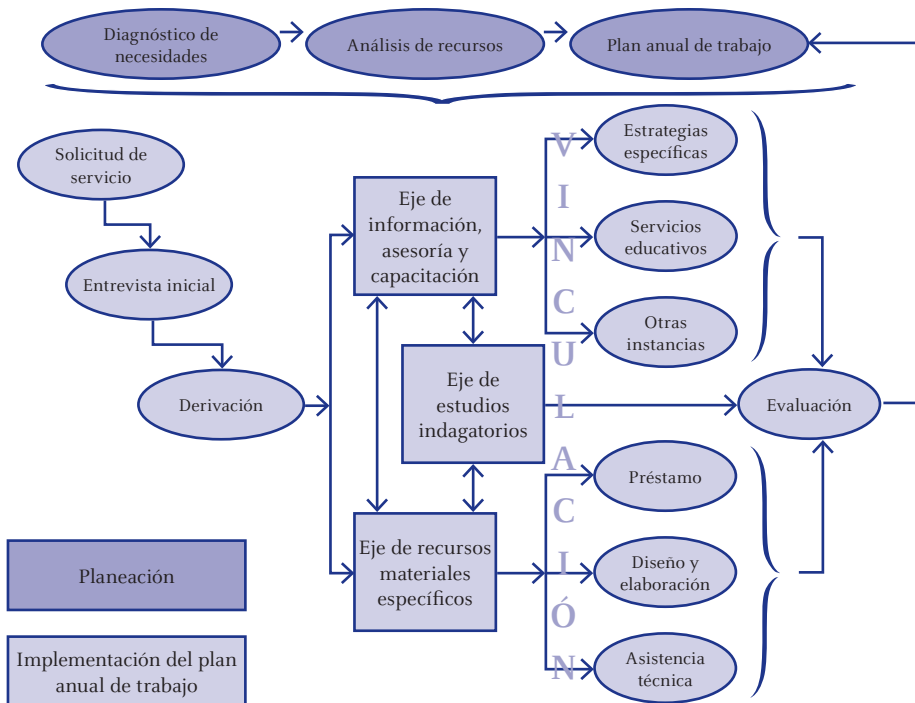 Diagnóstico de
necesidades
Análisis de recursos
Plan anual de trabajo
Solicitud de
servicio
Entrevista inicial
Derivación
Eje de
información,
asesoría y
capacitación
Eje de
estudios
indagatorios
Eje de recursos
materiales
específicos
VINCULACIÓN
Estrategias
específicas
Servicios
educativos
Otras
instancias
Préstamo
Diseño y
elaboración
Asistencia
técnica
Evaluación
Planeación
Implementación del plan
anual de trabajo